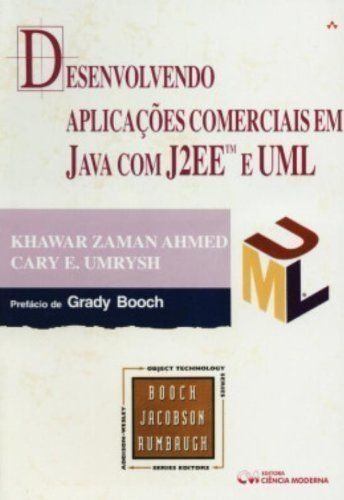 DESENVOLVENDO
APLICAÇÕES COMERCIAIS EM
JAVA COM J2EE™ E UML
KHAWAR ZAMAN AHMED
CARY E. UMRYSH
Prefácio de Grady Booch
UML
OBJECT TECHNOLOGY
SERIES
BOOCH
JACOBSON
RUMBAUGH
ADDISON-WESLEY
SERIES EDITORS
EDITORA
CIÊNCIA MODERNA